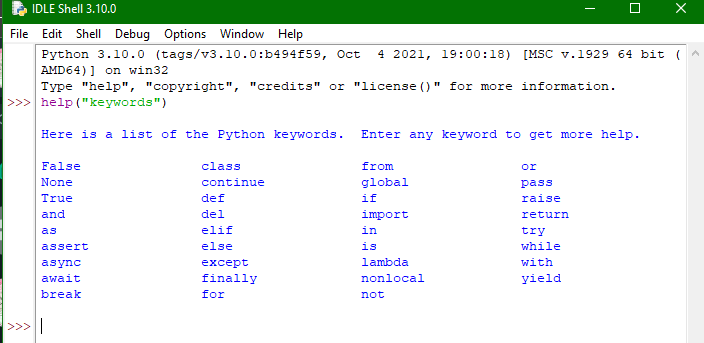 IDLE Shell 3.10.0
File Edit Shell Debug Options Window Help
Python 3.10.0 (tags/v3.10.0:b494f59, Oct  4 2021, 19:00:18) [MSC v.1929 64 bit (
AMD64)] on win32
Type "help", "copyright", "credits" or "license()" for more information.
>>> help("keywords")
Here is a list of the Python keywords.  Enter any keyword to get more help.
False class from or
None continue global pass
True def if raise
and del import return
as elif in try
assert else is while
async except lambda with
await finally nonlocal yield
break for not
>>>